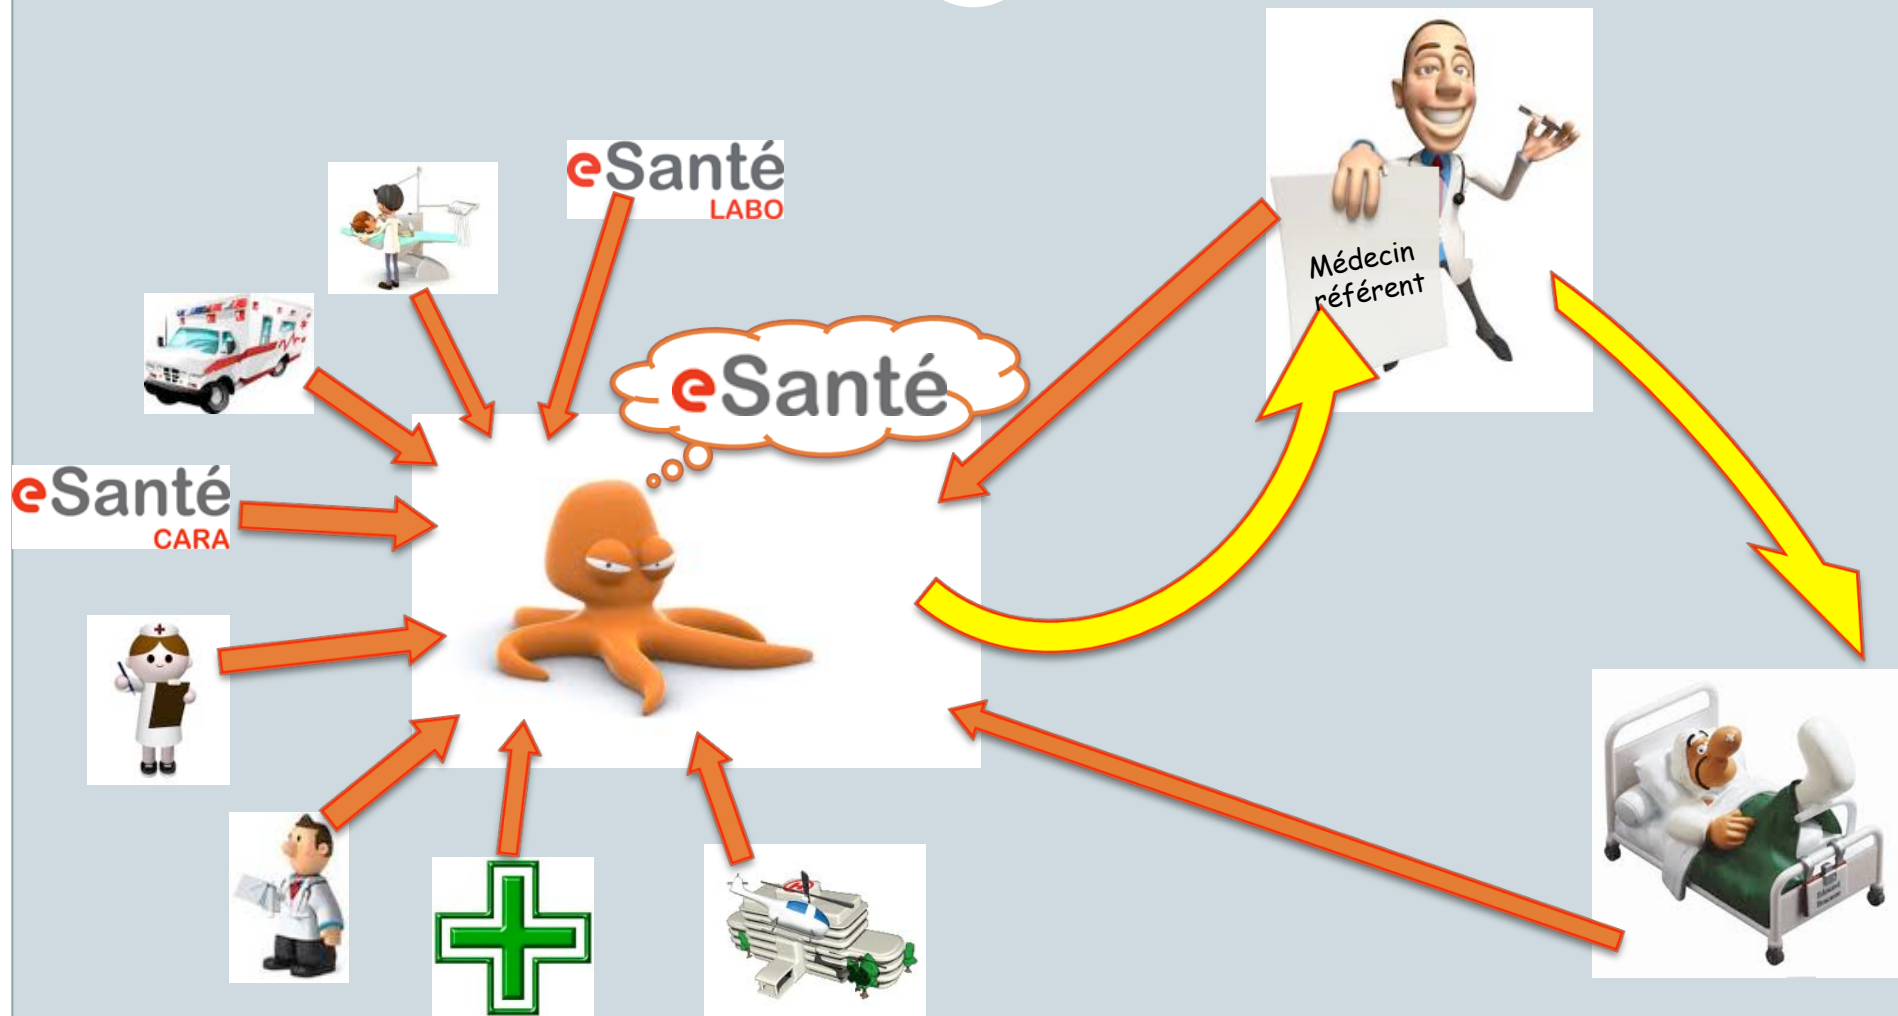 eSanté
LABO
Médecin
référent
eSanté
eSanté
CARA